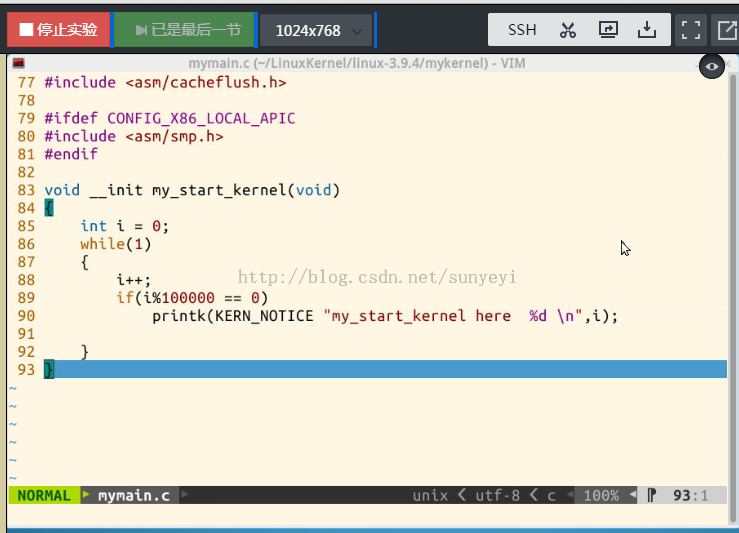 停止实验 已是最后一节 1024x768 SSH
mymain.c (~/LinuxKernel/linux-3.9.4/mykernel) - VIM
77 #include <asm/cacheflush.h>
78
79 #ifdef CONFIG_X86_LOCAL_APIC
80 #include <asm/smp.h>
81 #endif
82
83 void __init my_start_kernel(void)
84 {
85     int i = 0;
86     while(1)
87     {
88         i++;
89         if(i%100000 == 0)
90             printk(KERN_NOTICE "my_start_kernel here  %d \n",i);
91
92     }
93 }
~
~
~
~
~
~
http://blog.csdn.net/sunyeyi
NORMAL mymain.c unix < utf-8 < c 100% 93:1